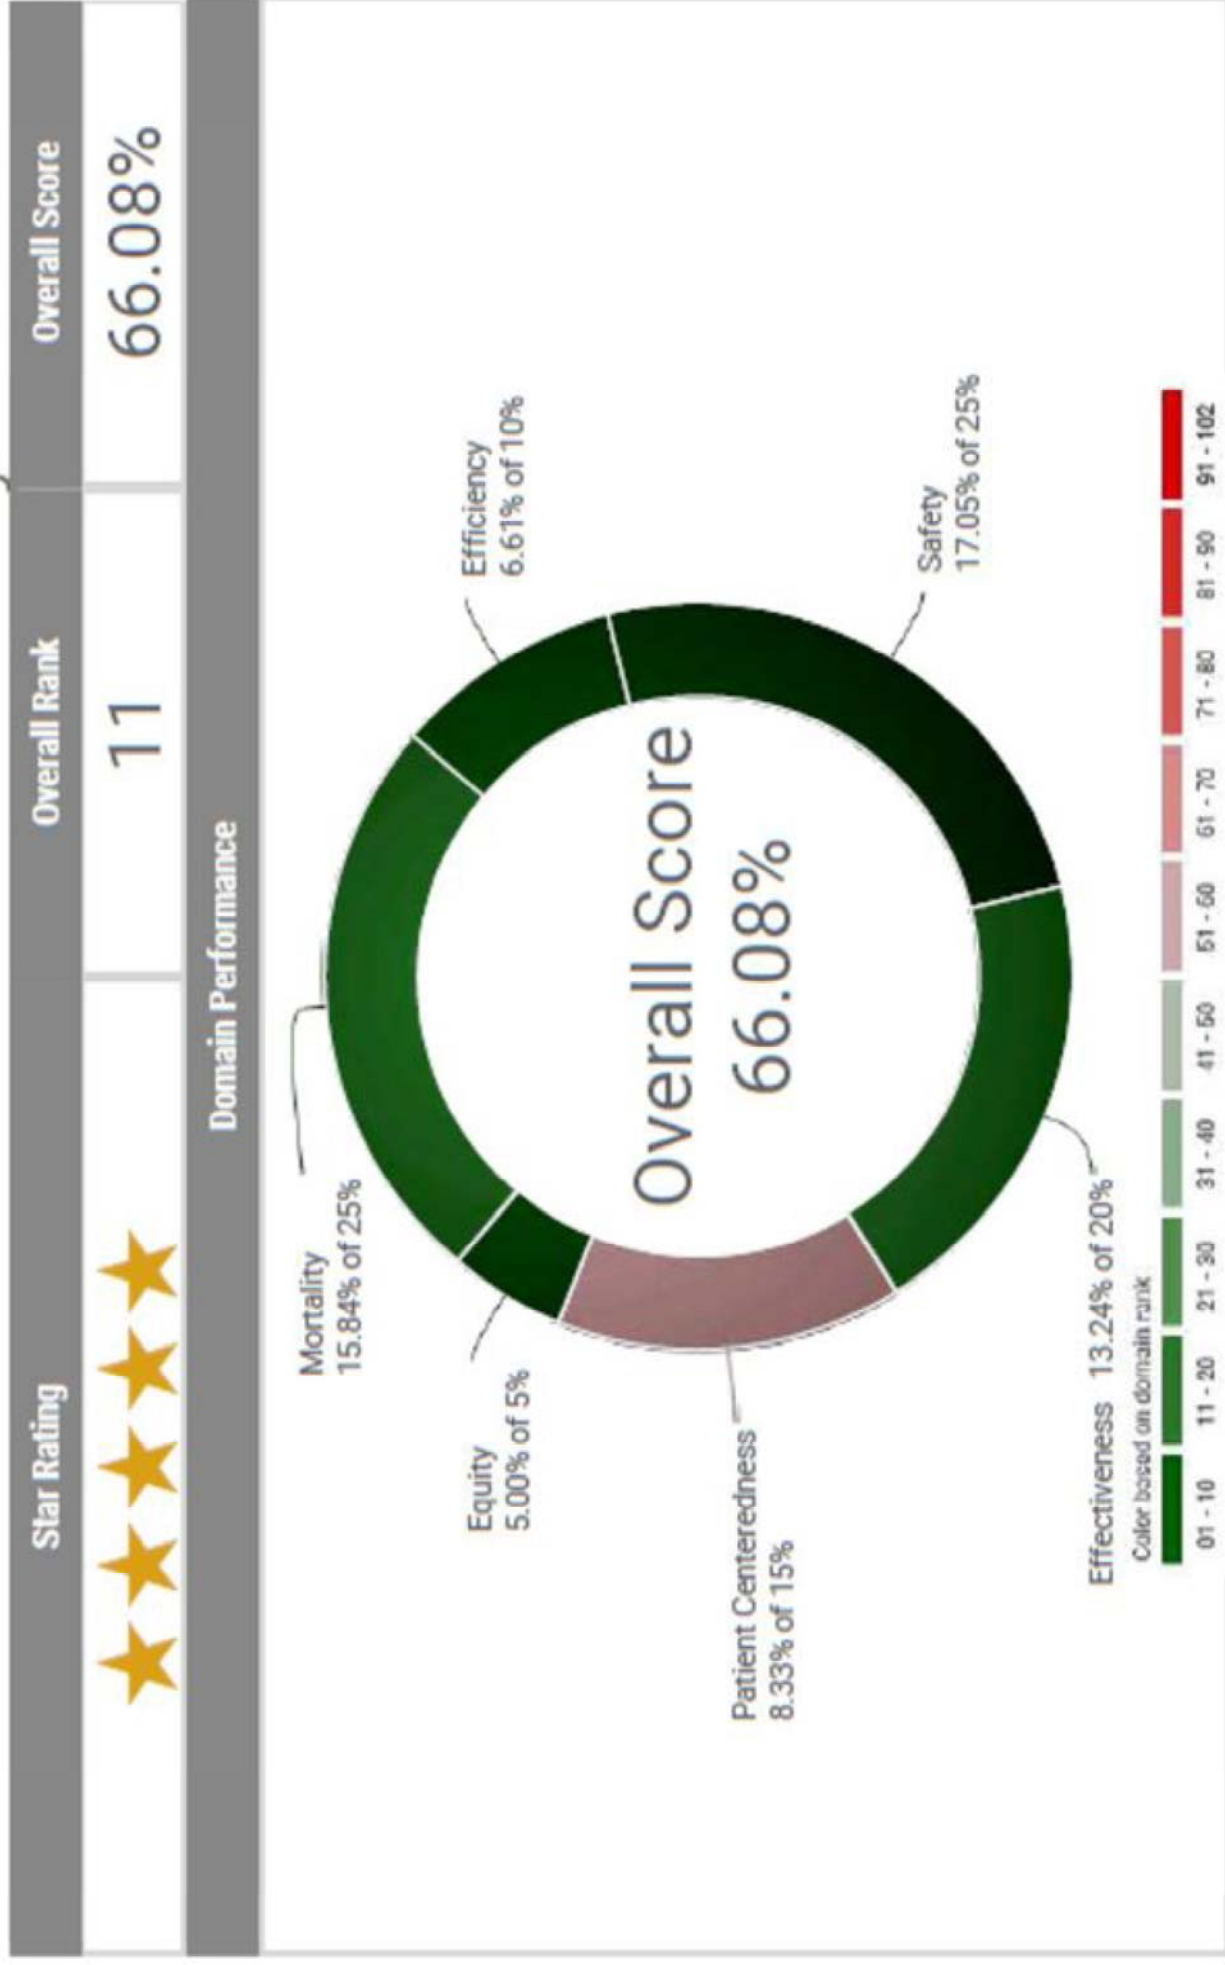 Star Rating
Overall Rank
Overall Score
11
66.08%
Domain Performance
Mortality
15.84% of 25%
Efficiency
6.61% of 10%
Equity
5.00% of 5%
Overall Score
66.08%
Safety
17.05% of 25%
Patient Centeredness
8.33% of 15%
Effectiveness 13.24% of 20%
Color based on domain rank
01 - 10
11 - 20
21 - 30
31 - 40
41 - 50
51 - 60
61 - 70
71 - 80
81 - 90
91 - 102